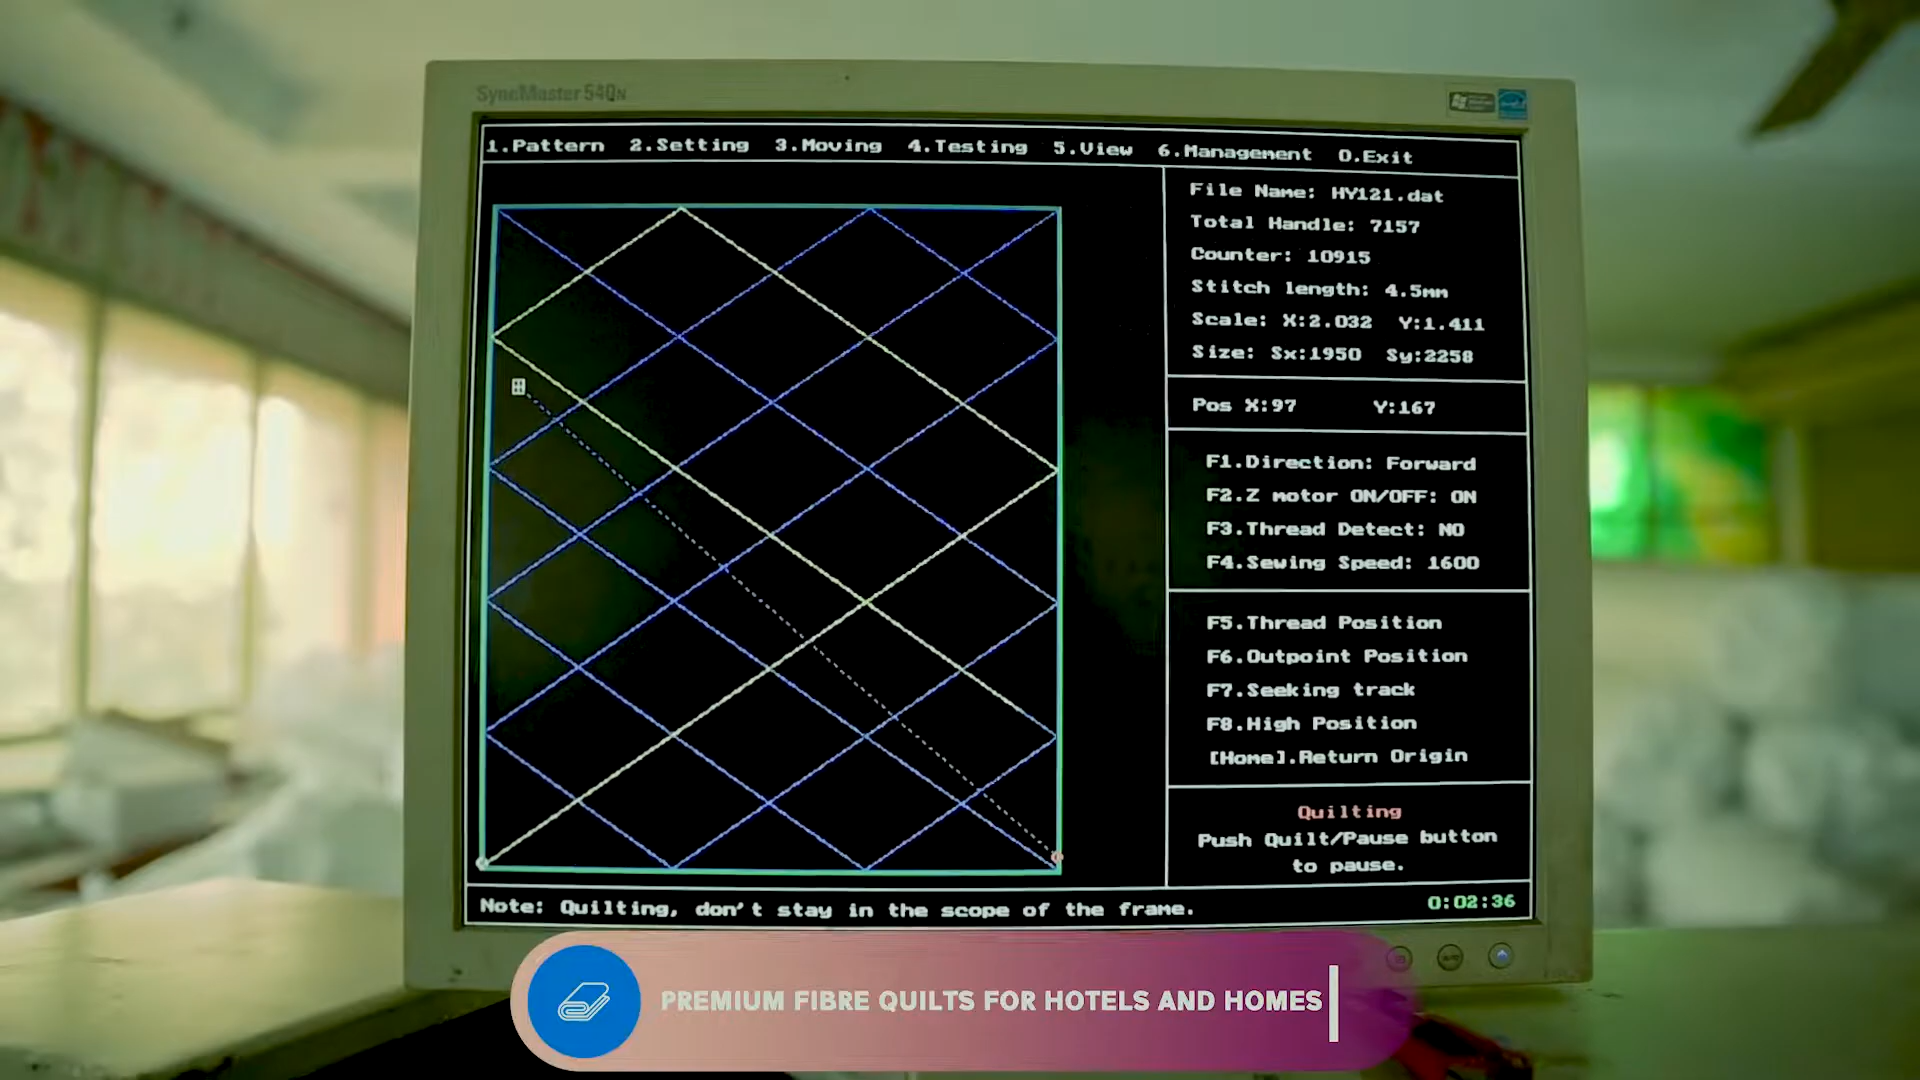 SyncMaster 540N
1.Pattern 2.Setting 3.Moving 4.Testing 5.View 6.Management 0.Exit
File Name: HY121.dat
Total Handle: 7157
Counter: 10915
Stitch length: 4.5mm
Scale: X:2.032 Y:1.411
Size: Sx:1950 Sy:2258
Pos X:97 Y:167
F1.Direction: Forward
F2.Z motor ON/OFF: ON
F3.Thread Detect: NO
F4.Sewing Speed: 1600
F5.Thread Position
F6.Outpoint Position
F7.Seeking track
F8.High Position
[Home].Return Origin
Quilting
Push Quilt/Pause button
to pause.
Note: Quilting, don't stay in the scope of the frame.
0:02:36
PREMIUM FIBRE QUILTS FOR HOTELS AND HOMES